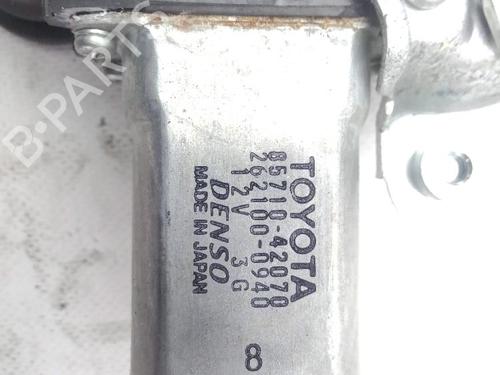 TOYOTA
85710-42070
262100-0940
12V 3G
DENSO
MADE IN JAPAN
8
B-PARTS